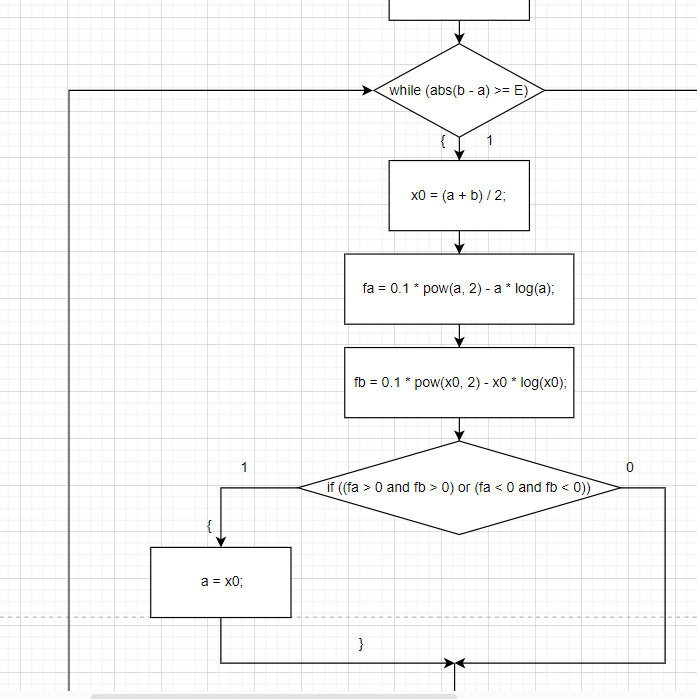 while (abs(b - a) >= E)
{
1
x0 = (a + b) / 2;
fa = 0.1 * pow(a, 2) - a * log(a);
fb = 0.1 * pow(x0, 2) - x0 * log(x0);
1
0
if ((fa > 0 and fb > 0) or (fa < 0 and fb < 0))
{
a = x0;
}